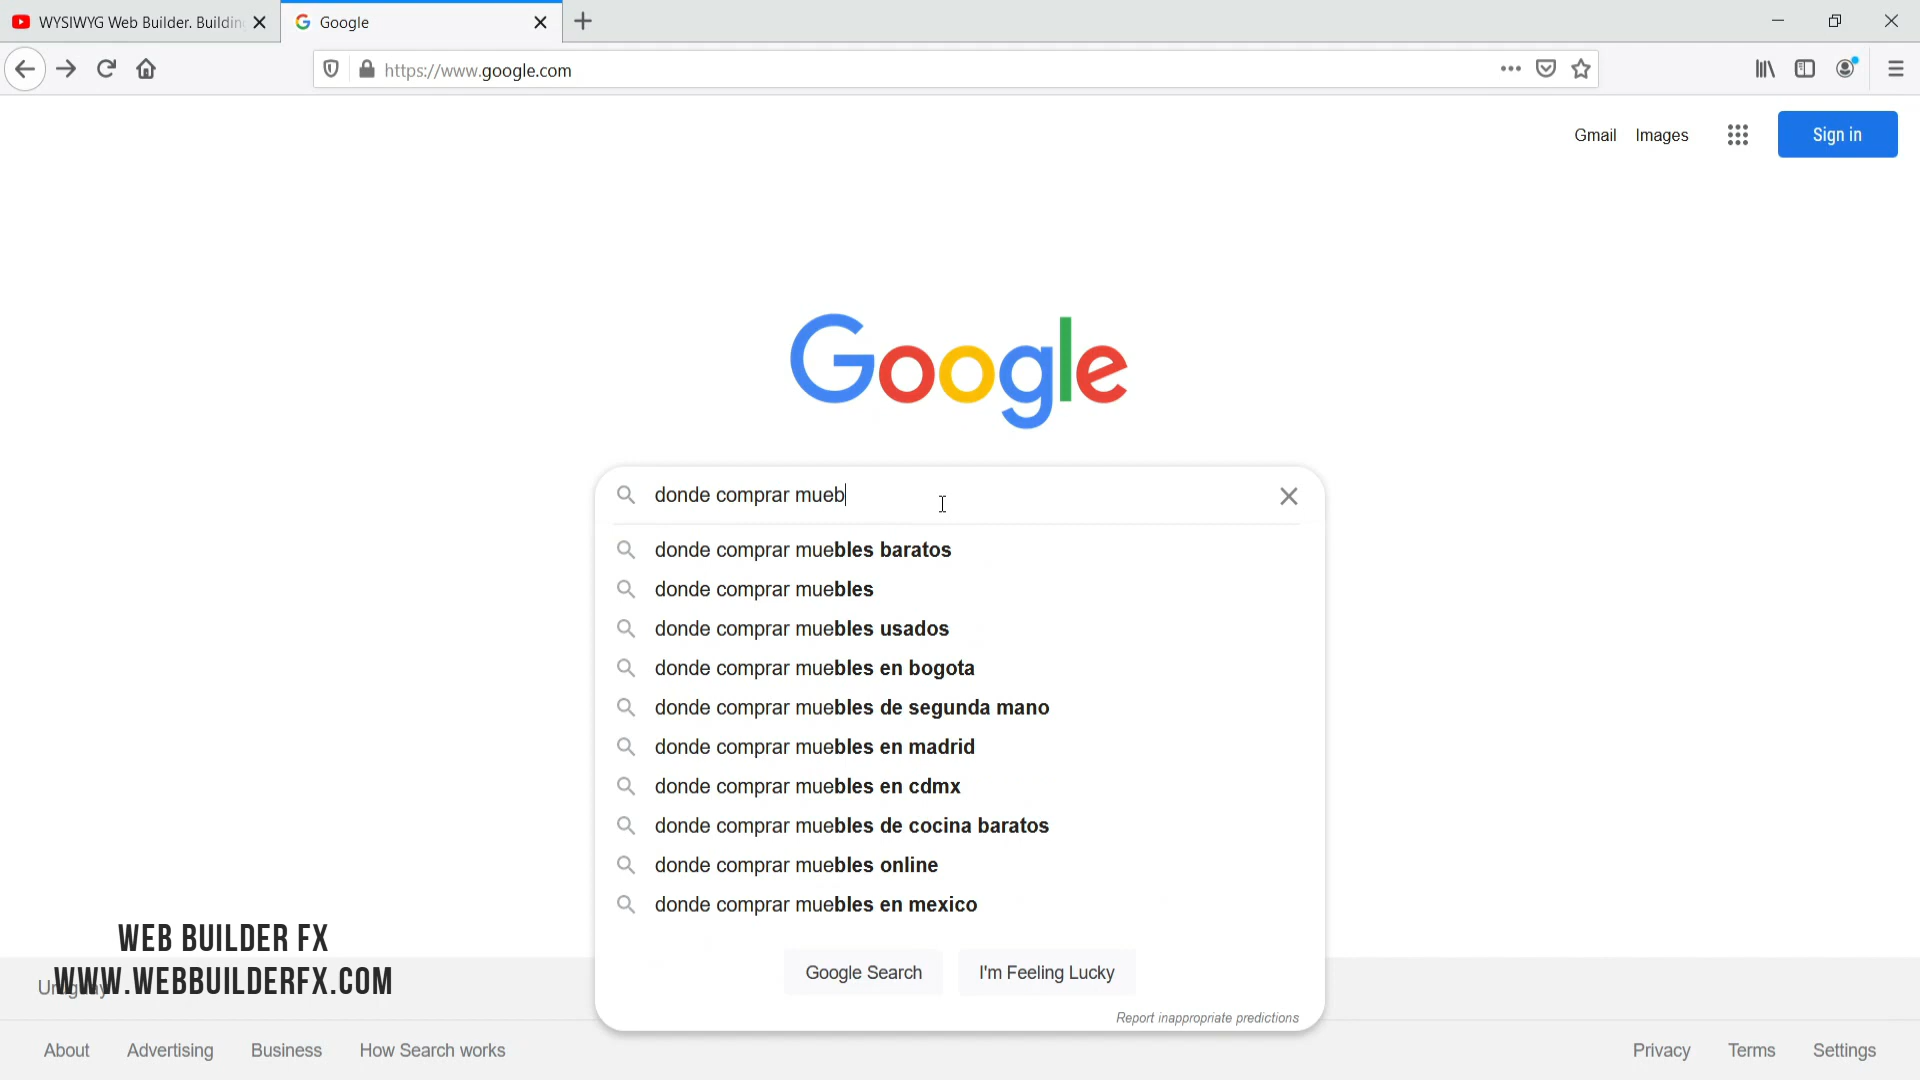 WYSIWYG Web Builder. Buildin
Google
https://www.google.com
Gmail Images Sign in
Google
donde comprar mueb
donde comprar muebles baratos
donde comprar muebles
donde comprar muebles usados
donde comprar muebles en bogota
donde comprar muebles de segunda mano
donde comprar muebles en madrid
donde comprar muebles en cdmx
donde comprar muebles de cocina baratos
donde comprar muebles online
donde comprar muebles en mexico
Google Search I'm Feeling Lucky
Report inappropriate predictions
WEB BUILDER FX
WWW.WEBBUILDERFX.COM
Uruguay
About Advertising Business How Search works Privacy Terms Settings